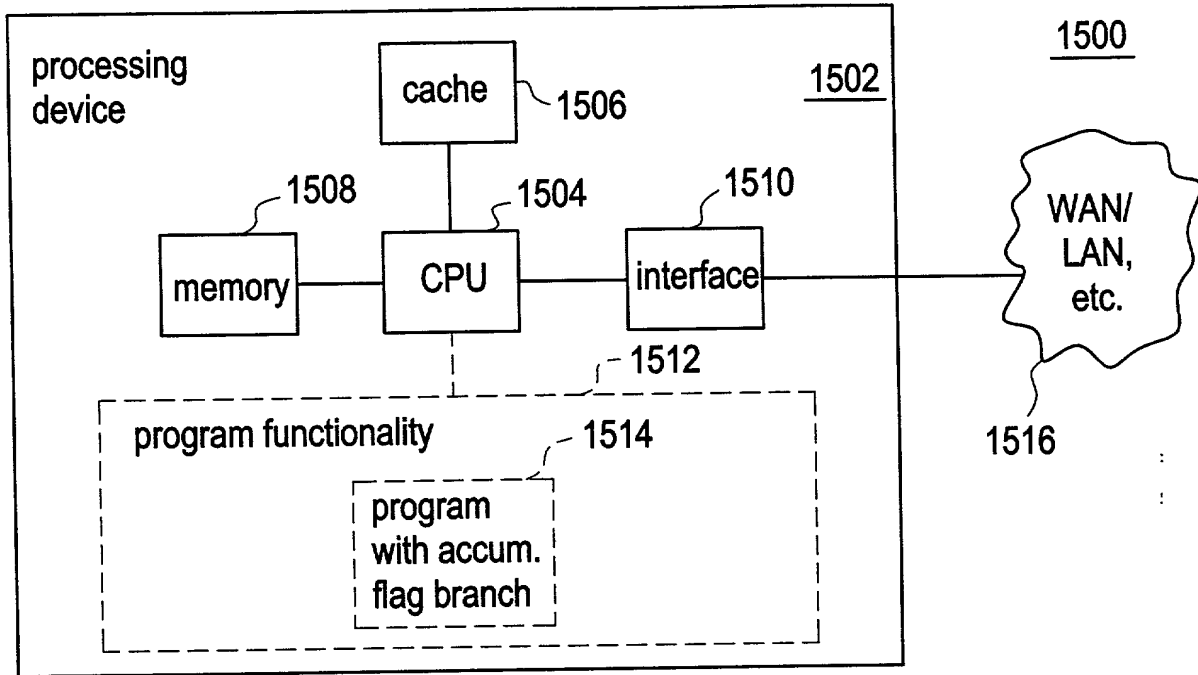 processing
device
cache
1506
1502
1500
1508
1504
1510
memory
CPU
interface
WAN/
LAN,
etc.
1516
1512
program functionality
1514
program
with accum.
flag branch